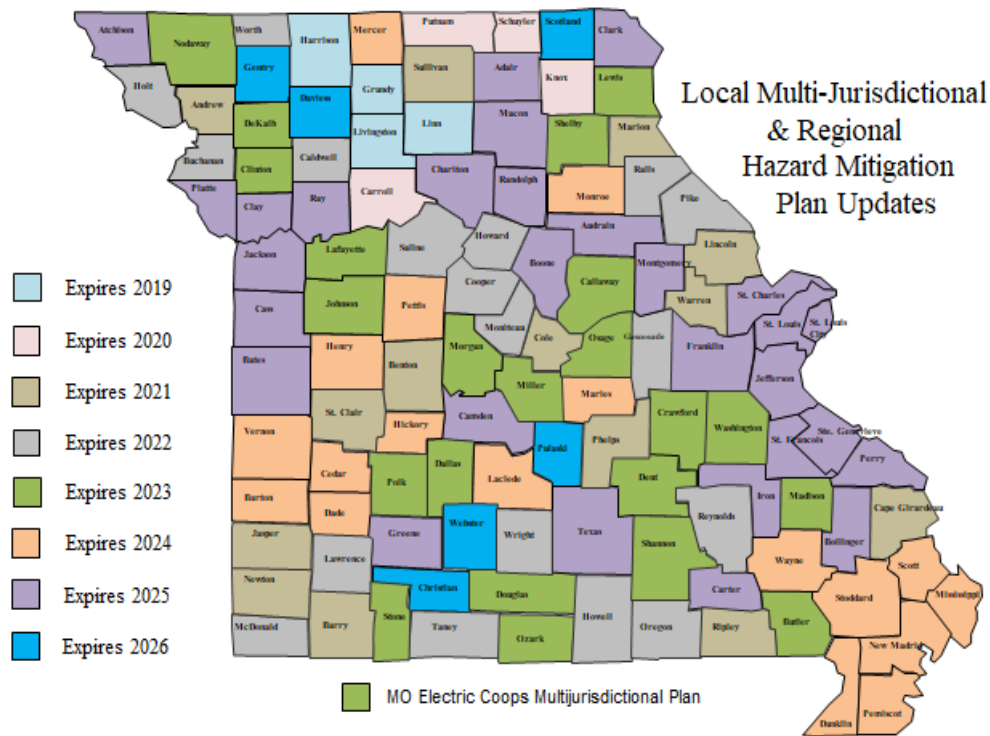 Local Multi-Jurisdictional
& Regional
Hazard Mitigation
Plan Updates
Atchison
Nodaway
Worth
Harrison
Mercer
Putnam
Schuyler
Scotland
Clark
Holt
Gentry
Sullivan
Adair
Knox
Lewis
Andrew
Daviess
Grundy
DeKalb
Livingston
Linn
Macon
Shelby
Marion
Buchanan
Clinton
Caldwell
Carroll
Chariton
Randolph
Monroe
Ralls
Pike
Platte
Clay
Ray
Audrain
Jackson
Lafayette
Saline
Howard
Boone
Montgomery
Lincoln
Cass
Johnson
Pettis
Cooper
Moniteau
Callaway
Warren
St. Charles
St. Louis
St. Louis
City
Bates
Henry
Benton
Morgan
Cole
Osage
Gasconade
Franklin
Jefferson
Miller
Maries
Vernon
St. Clair
Hickory
Camden
Pulaski
Phelps
Crawford
Washington
St. Francois
Ste. Genevieve
Perry
Barton
Cedar
Dade
Polk
Dallas
Laclede
Dent
Iron
Madison
Cape Girardeau
Bollinger
Jasper
Lawrence
Greene
Webster
Wright
Texas
Shannon
Reynolds
Wayne
Scott
Mississippi
Stoddard
Newton
Christian
Douglas
Carter
McDonald
Barry
Stone
Taney
Ozark
Howell
Oregon
Ripley
Butler
New Madrid
Dunklin
Pemiscot
Expires 2019
Expires 2020
Expires 2021
Expires 2022
Expires 2023
Expires 2024
Expires 2025
Expires 2026
MO Electric Coops Multijurisdictional Plan